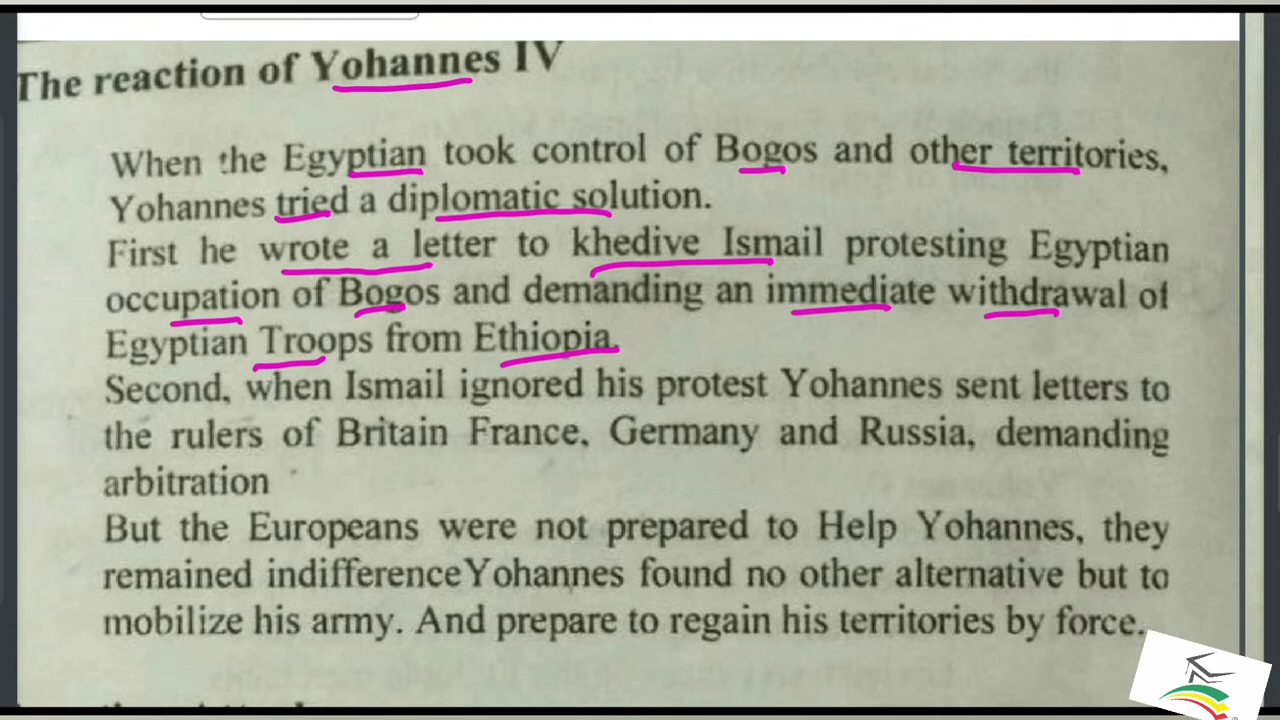 The reaction of Yohannes IV
When the Egyptian took control of Bogos and other territories,
Yohannes tried a diplomatic solution.
First he wrote a letter to khedive Ismail protesting Egyptian
occupation of Bogos and demanding an immediate withdrawal of
Egyptian Troops from Ethiopia.
Second, when Ismail ignored his protest Yohannes sent letters to
the rulers of Britain France, Germany and Russia, demanding
arbitration
But the Europeans were not prepared to Help Yohannes, they
remained indifference Yohannes found no other alternative but to
mobilize his army. And prepare to regain his territories by force.